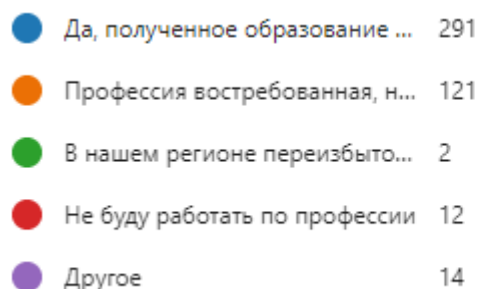 Да, полученное образование ... 291
Профессия востребованная, н... 121
В нашем регионе переизбыто... 2
Не буду работать по профессии 12
Другое 14